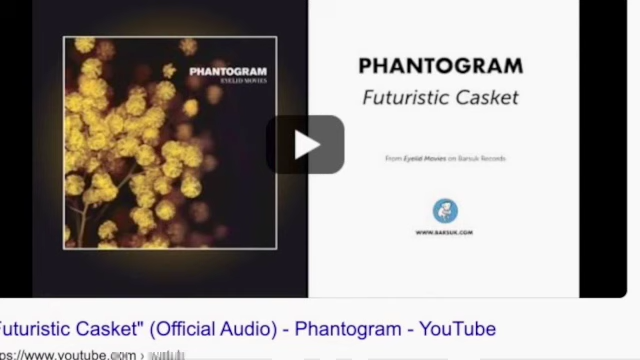 PHANTOGRAM
EYELID MOVIES
PHANTOGRAM
Futuristic Casket
From Eyelid Movies on Barsuk Records
WWW.BARSUK.COM
Futuristic Casket" (Official Audio) - Phantogram - YouTube
ps://www.youtube.com ›